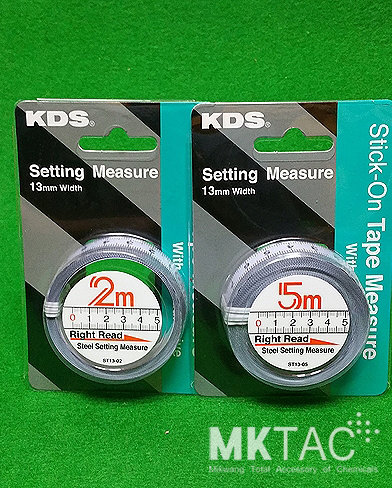 KDS®
Setting Measure
13mm Width
With
2m
0 1 2 3 4 5
Right Read
Steel Setting Measure
ST13-02
KDS®
Setting Measure
13mm Width
Stick-On Tape Measure
With
5m
0 1 2 3 4 5
Right Read
Steel Setting Measure
ST13-05
MKTAC
Mikwang Total Accessory of Chemicals